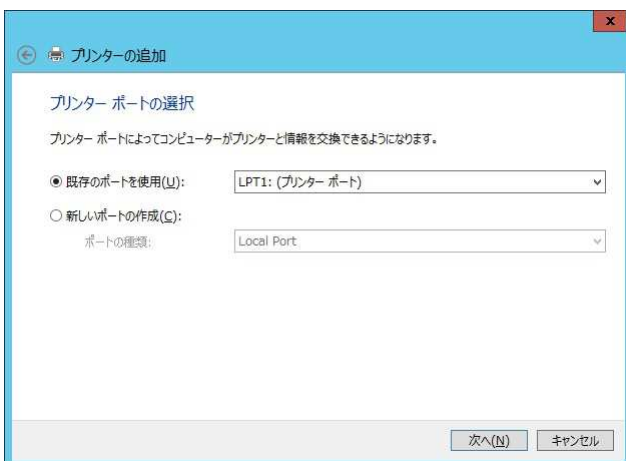 プリンターの追加
プリンター ポートの選択
プリンター ポートによってコンピューターがプリンターと情報を交換できるようになります。
既存のポートを使用(U): LPT1: (プリンター ポート)
新しいポートの作成(C):
ポートの種類: Local Port
次へ(N) キャンセル